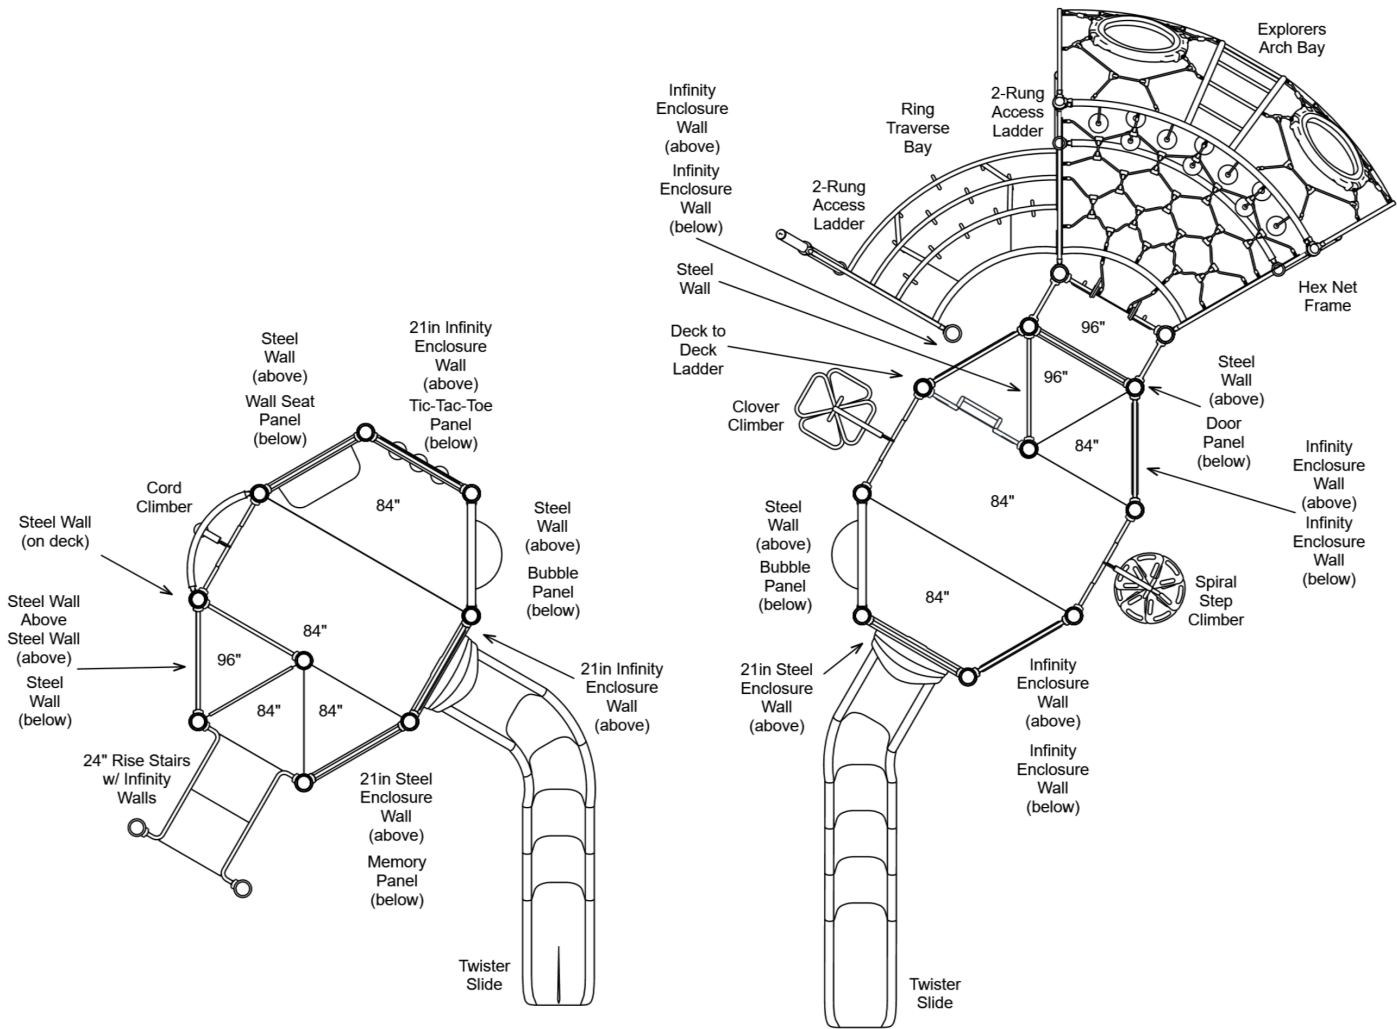 Explorers
Arch Bay
Infinity
Enclosure
Wall
(above)
2-Rung
Access
Ladder
Ring
Traverse
Bay
Infinity
Enclosure
Wall
(below)
2-Rung
Access
Ladder
Steel
Wall
Hex Net
Frame
Deck to
Deck
Ladder
96"
96"
Steel
Wall
(above)
Door
Panel
(below)
Clover
Climber
84"
Infinity
Enclosure
Wall
(above)
Infinity
Enclosure
Wall
(below)
84"
Steel
Wall
(above)
Bubble
Panel
(below)
84"
Spiral
Step
Climber
21in Steel
Enclosure
Wall
(above)
Infinity
Enclosure
Wall
(above)
Infinity
Enclosure
Wall
(below)
Twister
Slide
Steel
Wall
(above)
Wall Seat
Panel
(below)
21in Infinity
Enclosure
Wall
(above)
Tic-Tac-Toe
Panel
(below)
Cord
Climber
84"
Steel Wall
(on deck)
Steel
Wall
(above)
Bubble
Panel
(below)
Steel Wall
Above
Steel Wall
(above)
Steel
Wall
(below)
84"
96"
84"
84"
21in Infinity
Enclosure
Wall
(above)
24" Rise Stairs
w/ Infinity
Walls
21in Steel
Enclosure
Wall
(above)
Memory
Panel
(below)
Twister
Slide